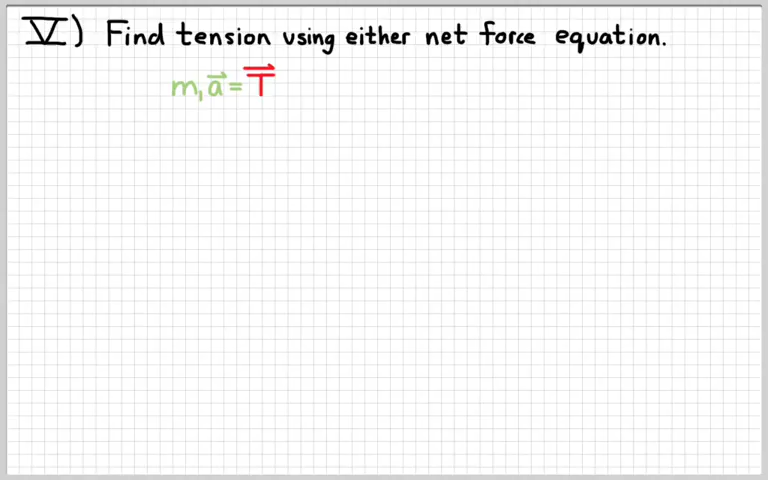 V) Find tension using either net force equation.
m₁a⃗ = T⃗